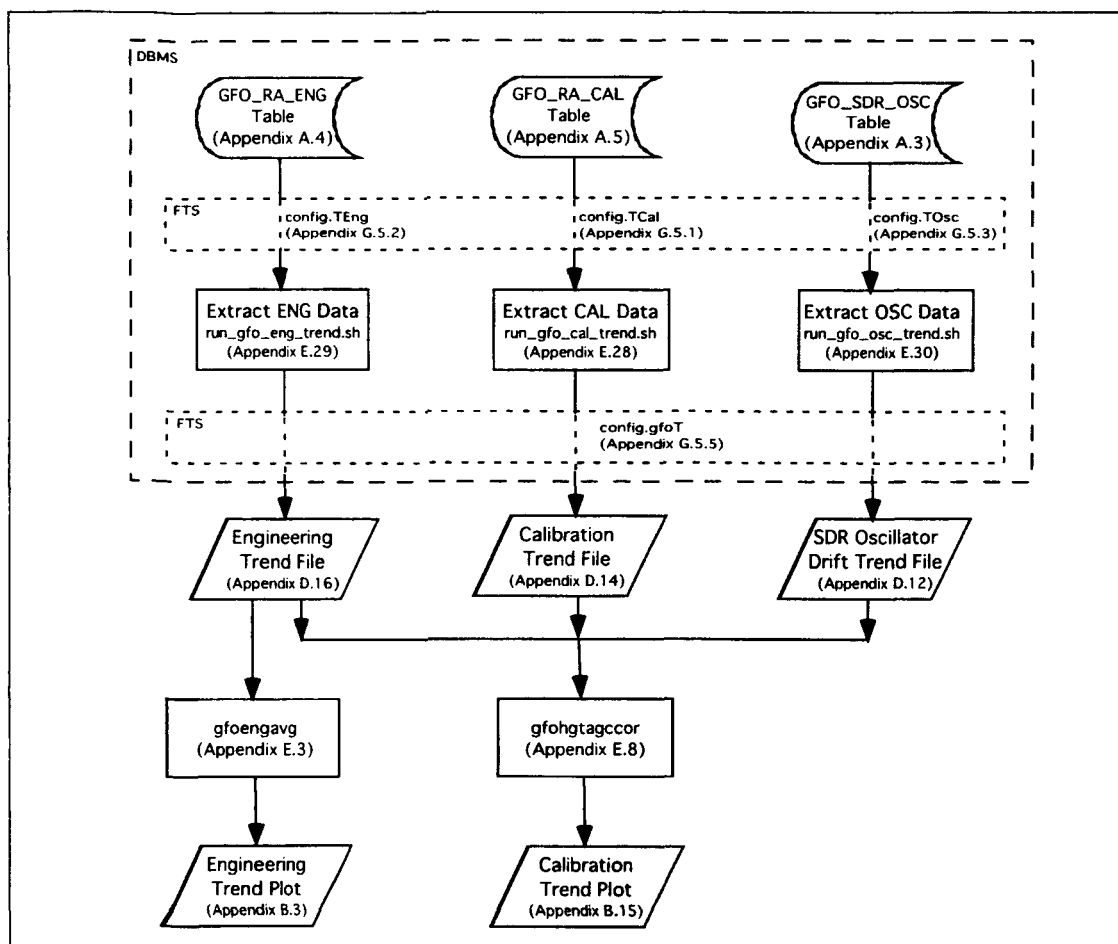 DBMS
GFO_RA_ENG
Table
(Appendix A.4)
GFO_RA_CAL
Table
(Appendix A.5)
GFO_SDR_OSC
Table
(Appendix A.3)
FTS
config.TEng
(Appendix G.5.2)
config.TCal
(Appendix G.5.1)
config.TOsc
(Appendix G.5.3)
Extract ENG Data
run_gfo_eng_trend.sh
(Appendix E.29)
Extract CAL Data
run_gfo_cal_trend.sh
(Appendix E.28)
Extract OSC Data
run_gfo_osc_trend.sh
(Appendix E.30)
FTS
config.gfoT
(Appendix G.5.5)
Engineering
Trend File
(Appendix D.16)
Calibration
Trend File
(Appendix D.14)
SDR Oscillator
Drift Trend File
(Appendix D.12)
gfoengavg
(Appendix E.3)
gfohgtagccor
(Appendix E.8)
Engineering
Trend Plot
(Appendix B.3)
Calibration
Trend Plot
(Appendix B.15)